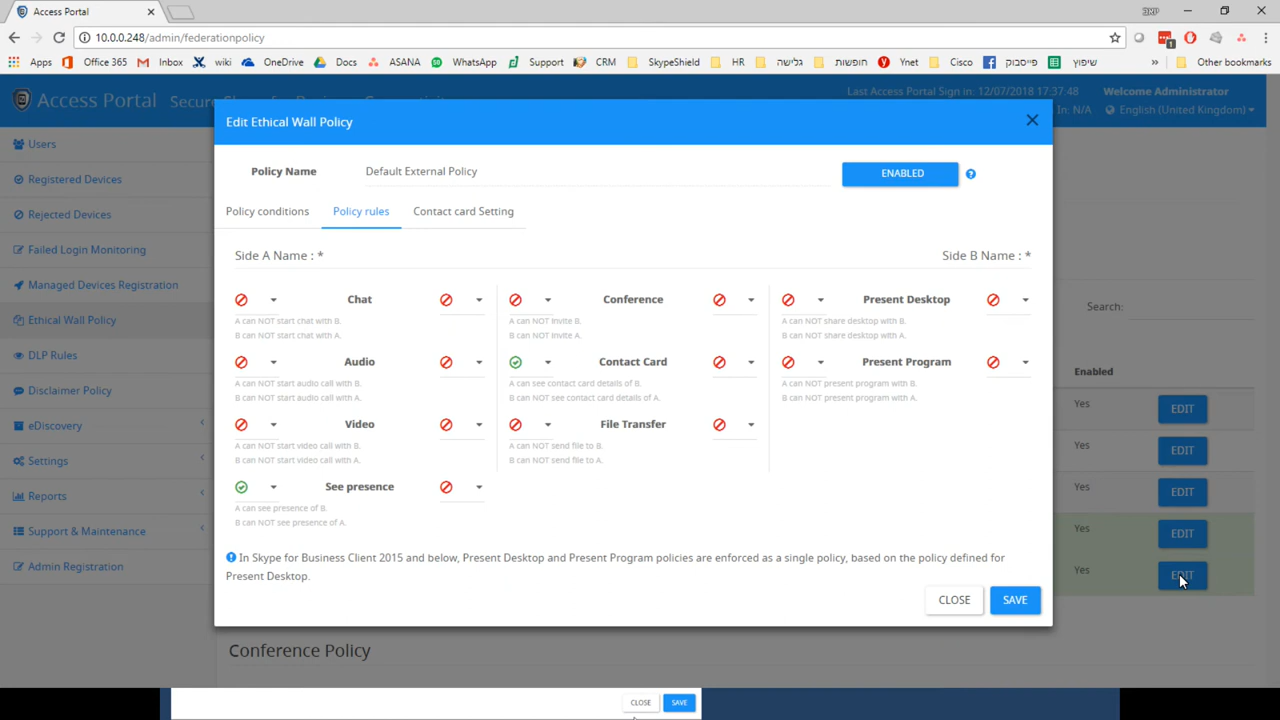 Access Portal
ЗКР
10.0.0.248/admin/federationpolicy
Apps Office 365 Inbox wiki OneDrive Docs ASANA WhatsApp Support CRM SkypeShield HR גלישה חופשות Ynet Cisco פייסבוק שיפוץ » Other bookmarks
1
Access Portal
Last Access Portal Sign in: 12/07/2018 17:37:48 Welcome Administrator
In: N/A English (United Kingdom)
Users
Registered Devices
Rejected Devices
Failed Login Monitoring
Managed Devices Registration
Ethical Wall Policy
DLP Rules
Disclaimer Policy
eDiscovery
Settings
Reports
Support & Maintenance
Admin Registration
Edit Ethical Wall Policy
Policy Name Default External Policy ENABLED
Policy conditions Policy rules Contact card Setting
Side A Name : * Side B Name : *
Chat
A can NOT start chat with B.
B can NOT start chat with A.
Audio
A can NOT start audio call with B.
B can NOT start audio call with A.
Video
A can NOT start video call with B.
B can NOT start video call with A.
See presence
A can see presence of B.
B can NOT see presence of A.
Conference
A can NOT invite B.
B can NOT invite A.
Contact Card
A can see contact card details of B.
B can NOT see contact card details of A.
File Transfer
A can NOT send file to B.
B can NOT send file to A.
Present Desktop
A can NOT share desktop with B.
B can NOT share desktop with A.
Present Program
A can NOT present program with B.
B can NOT present program with A.
In Skype for Business Client 2015 and below, Present Desktop and Present Program policies are enforced as a single policy, based on the policy defined for
Present Desktop.
CLOSE SAVE
Search:
Enabled
Yes EDIT
Yes EDIT
Yes EDIT
Yes EDIT
Yes EDIT
Conference Policy
CLOSE SAVE